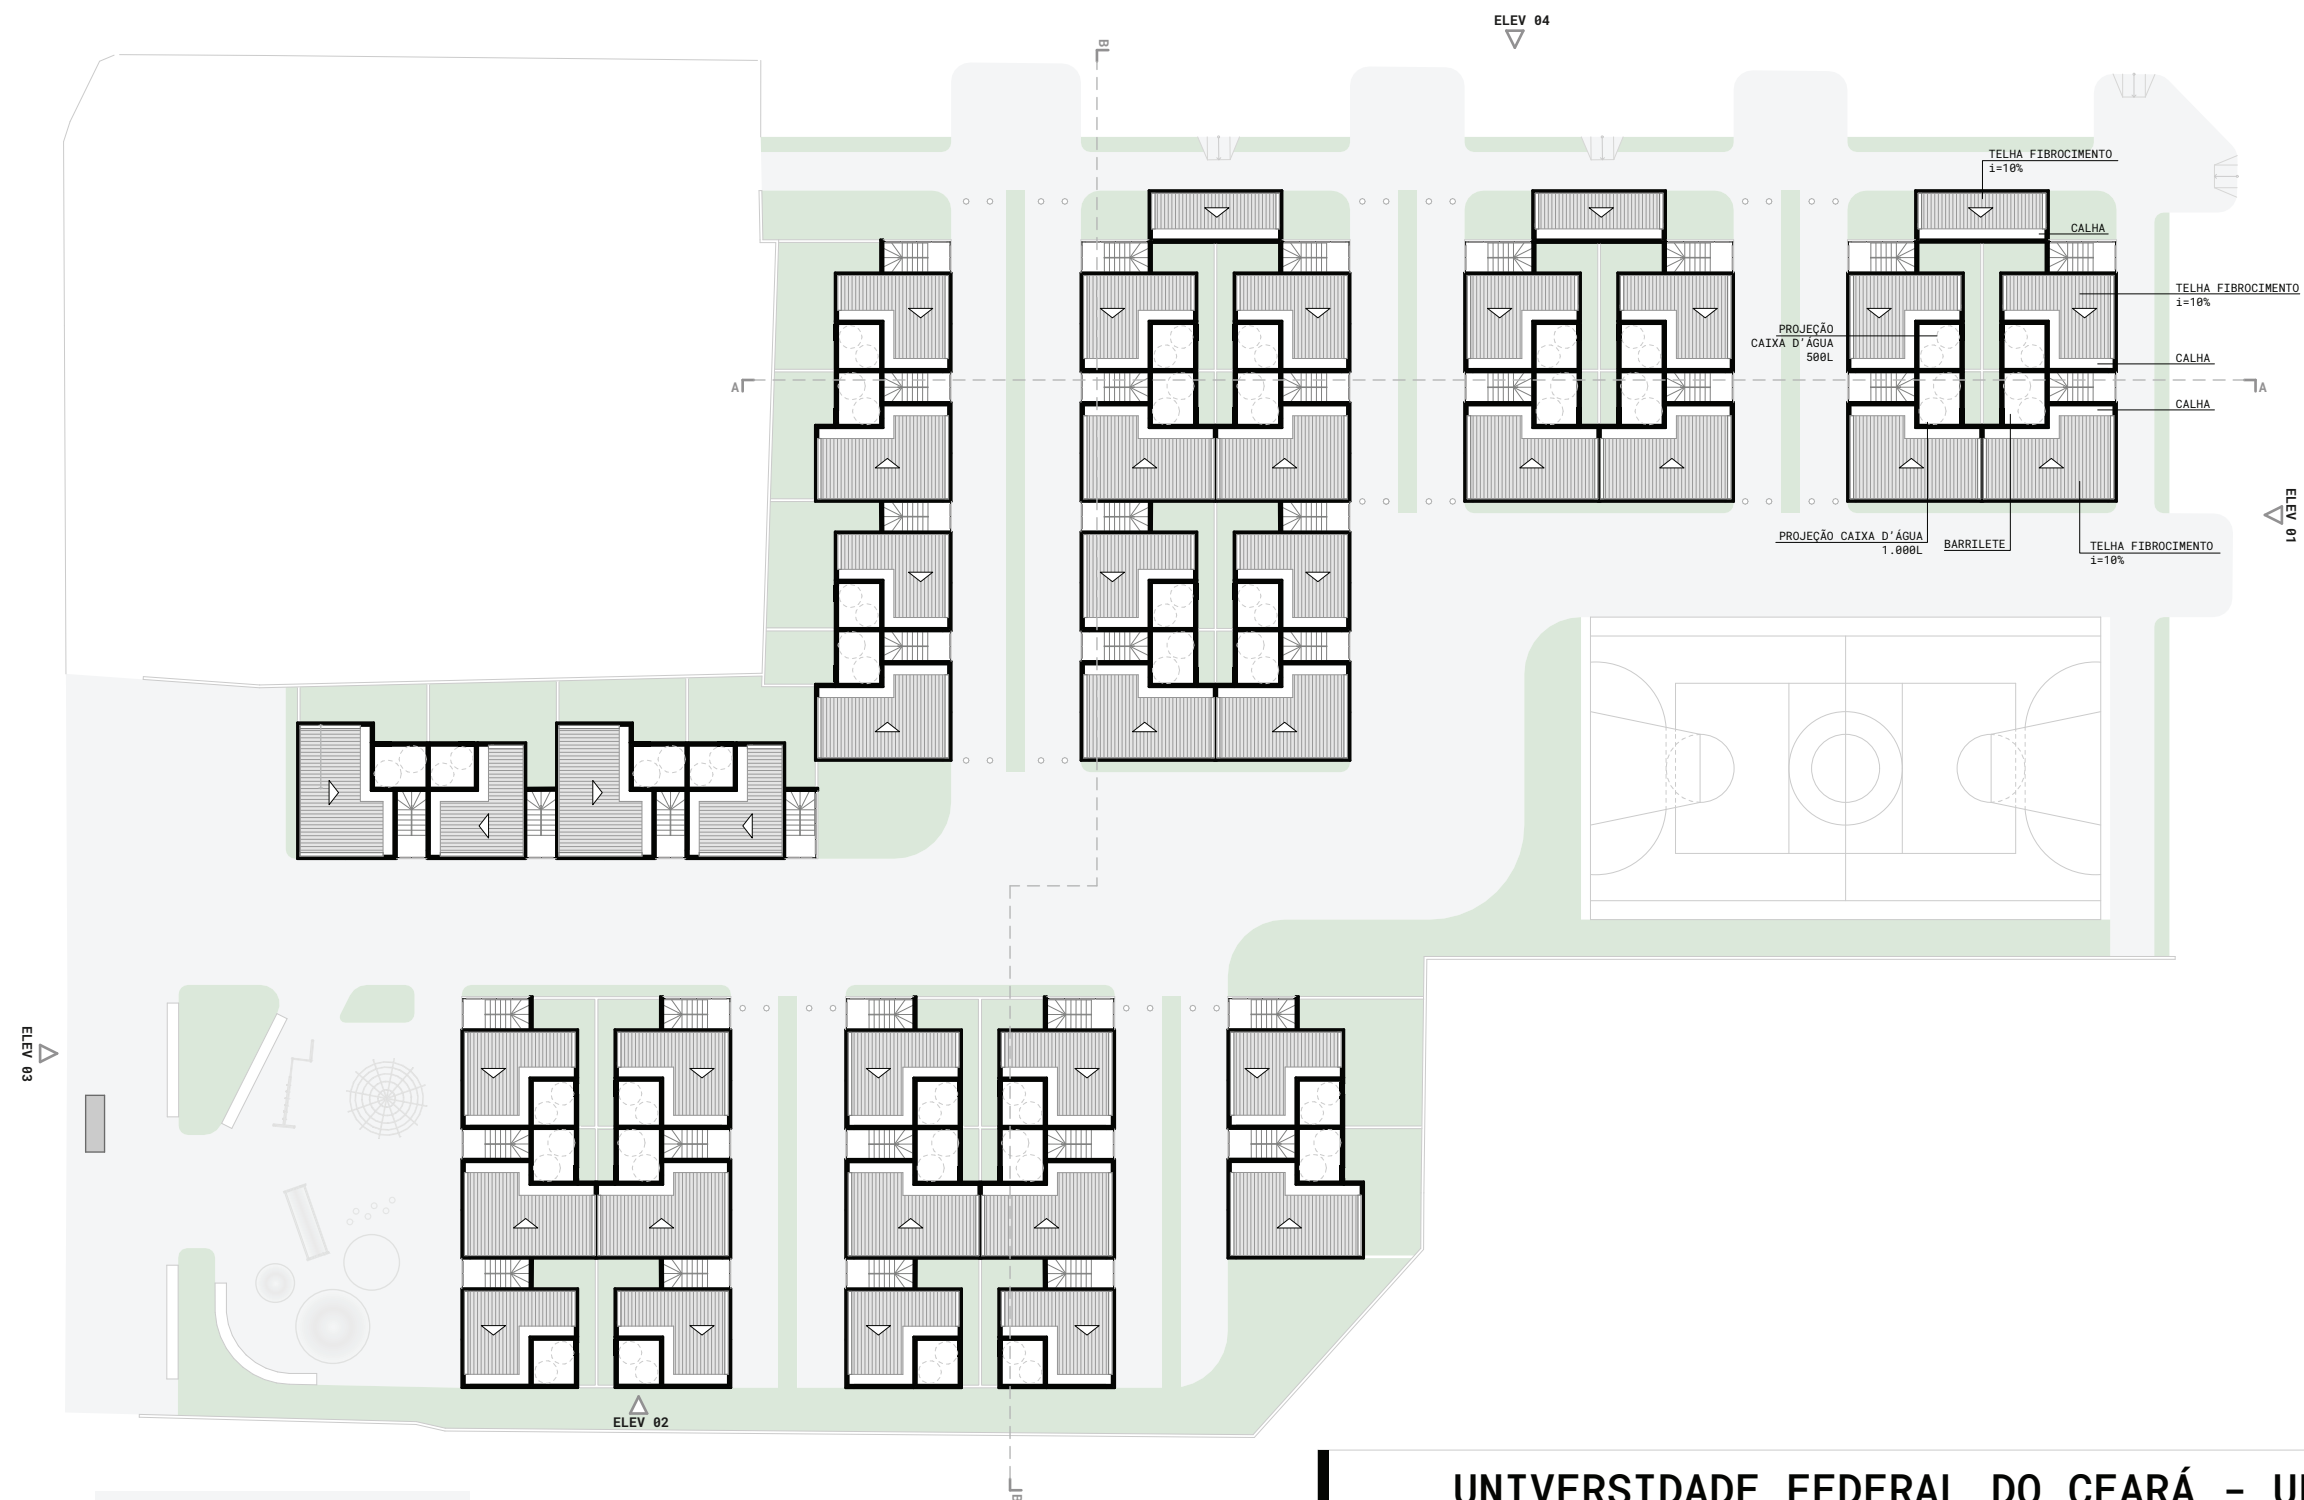 ELEV 04
B
TELHA FIBROCIMENTO
i=10%
CALHA
TELHA FIBROCIMENTO
i=10%
PROJEÇÃO
CAIXA D'ÁGUA
500L
CALHA
A
A
CALHA
ELEV 01
PROJEÇÃO CAIXA D'ÁGUA
1.000L
BARRILETE
TELHA FIBROCIMENTO
i=10%
ELEV 03
ELEV 02
B
UNIVERSIDADE FEDERAL DO CEARÁ –